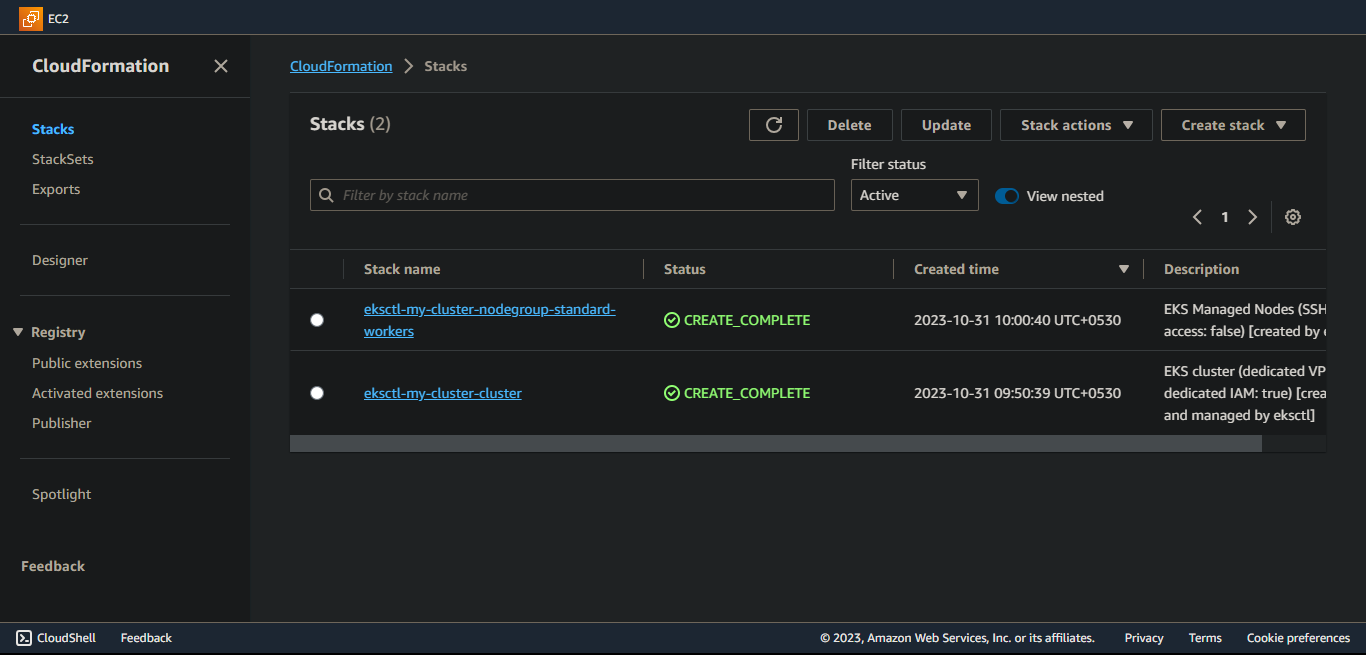 EC2
CloudFormation
Stacks
StackSets
Exports
Designer
Registry
Public extensions
Activated extensions
Publisher
Spotlight
Feedback
CloudFormation > Stacks
Stacks (2)
Delete
Update
Stack actions
Create stack
Filter status
Filter by stack name
Active
View nested
1
Stack name
Status
Created time
Description
eksctl-my-cluster-nodegroup-standard-
workers
CREATE_COMPLETE
2023-10-31 10:00:40 UTC+0530
EKS Managed Nodes (SSH
access: false) [created by
eksctl-my-cluster-cluster
CREATE_COMPLETE
2023-10-31 09:50:39 UTC+0530
EKS cluster (dedicated VP
dedicated IAM: true) [crea
and managed by eksctl]
CloudShell
Feedback
© 2023, Amazon Web Services, Inc. or its affiliates.
Privacy
Terms
Cookie preferences